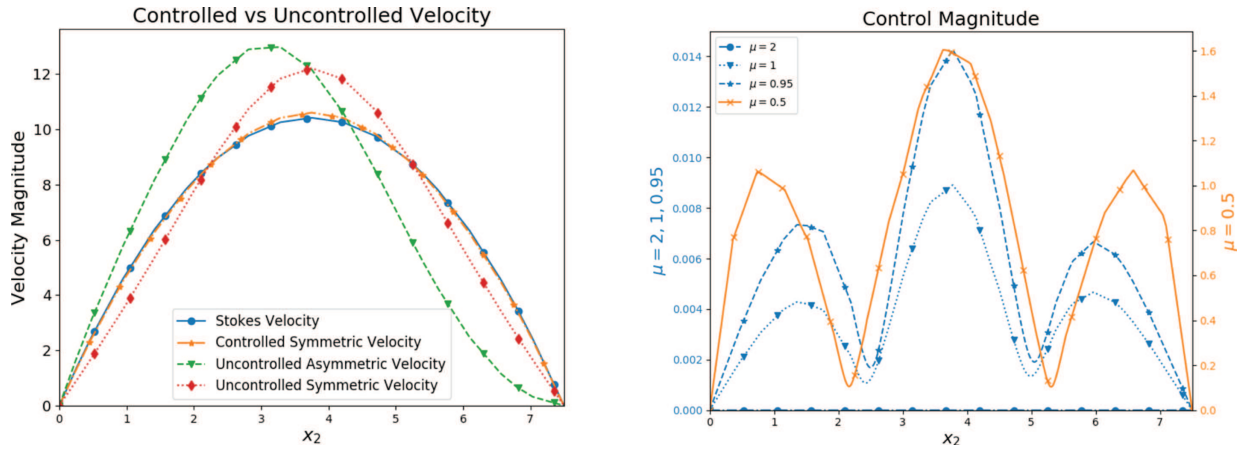 Controlled vs Uncontrolled Velocity
Velocity Magnitude
12
10
8
6
4
2
0
Stokes Velocity
Controlled Symmetric Velocity
Uncontrolled Asymmetric Velocity
Uncontrolled Symmetric Velocity
0 1 2 3 4 5 6 7
x₂
Control Magnitude
μ = 2, 1, 0.95
0.014
0.012
0.010
0.008
0.006
0.004
0.002
0.000
μ = 2
μ = 1
μ = 0.95
μ = 0.5
1.6
1.4
1.2
1.0
0.8
0.6
0.4
0.2
0.0
μ = 0.5
0 1 2 3 4 5 6 7
x₂